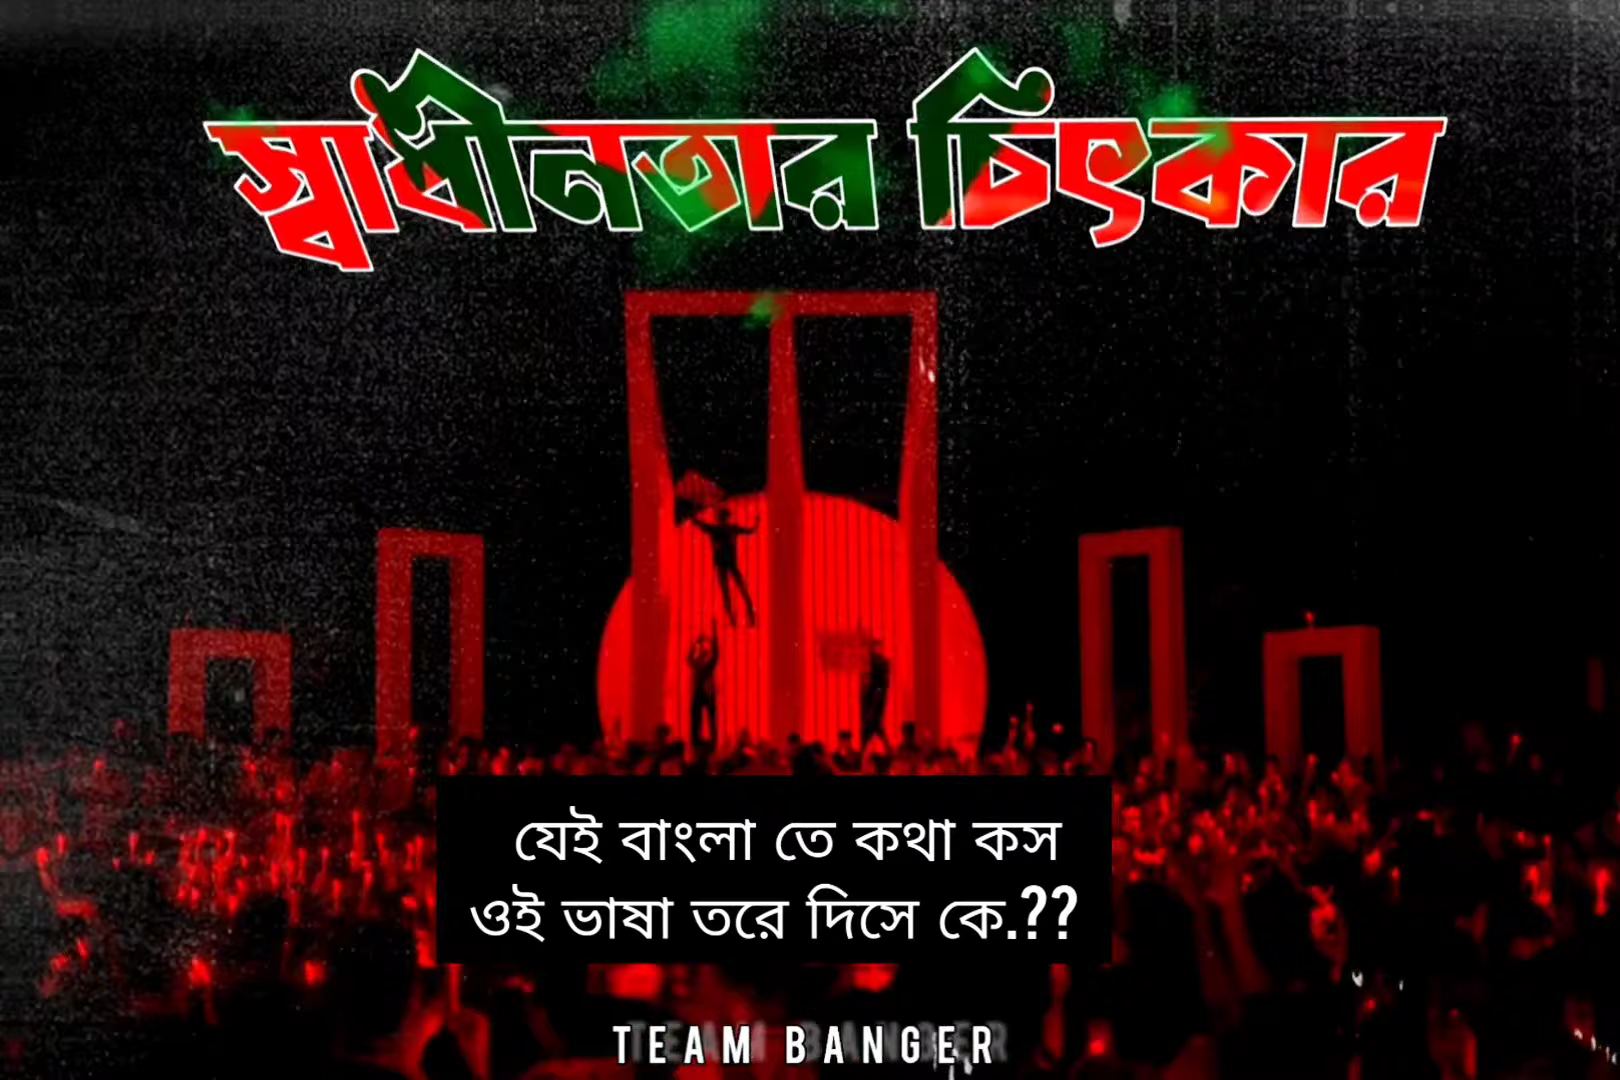 স্বাধীনতার চিৎকার
যেই বাংলা তে কথা কস
ওই ভাষা তরে দিসে কে.??
TEAM BANGER